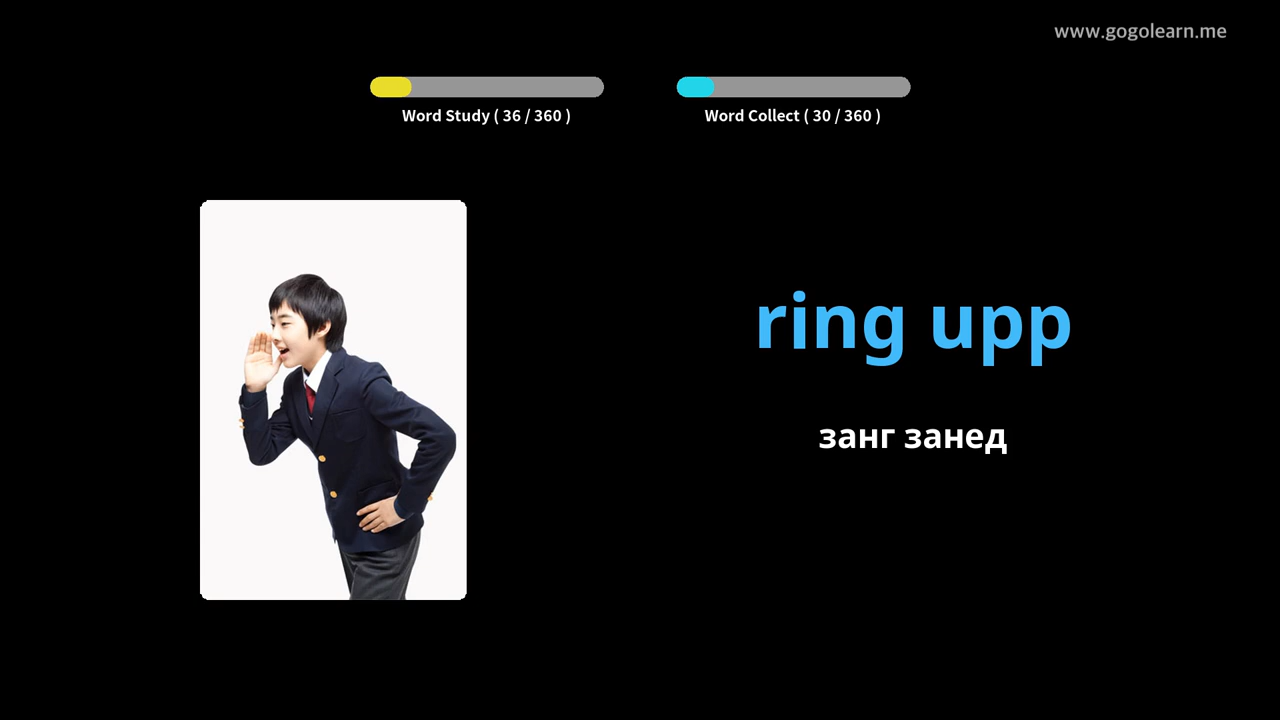 www.gogolearn.me
Word Study ( 36 / 360 )
Word Collect ( 30 / 360 )
ring upp
занг занед